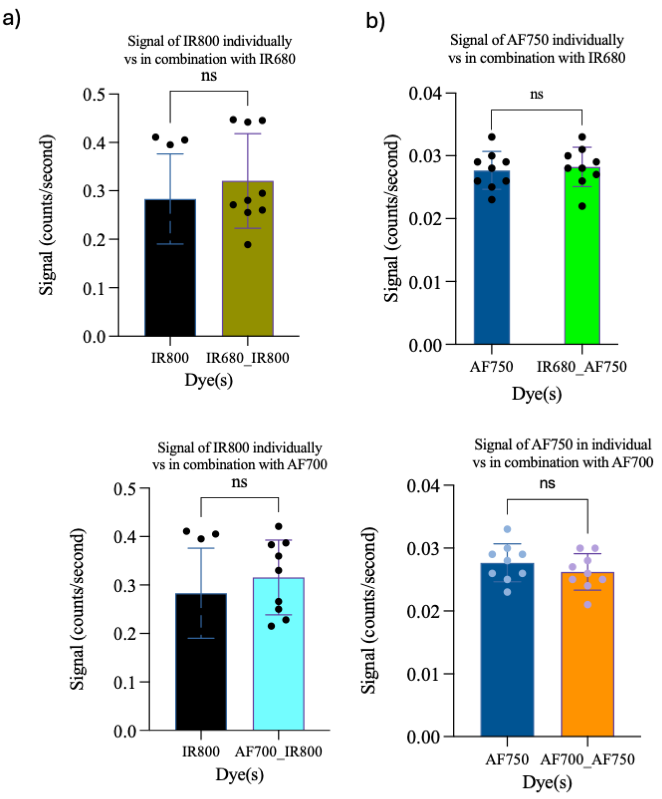 a)
Signal of IR800 individually
vs in combination with IR680
ns
0.5
0.4
0.3
0.2
0.1
0.0
Signal (counts/second)
IR800
IR680_IR800
Dye(s)
b)
Signal of AF750 individually
vs in combination with IR680
ns
0.04
0.03
0.02
0.01
0.00
Signal (counts/second)
AF750
IR680_AF750
Dye(s)
Signal of IR800 individually
vs in combination with AF700
ns
0.5
0.4
0.3
0.2
0.1
0.0
Signal (counts/second)
IR800
AF700_IR800
Dye(s)
Signal of AF750 in individual
vs in combination with AF700
ns
0.04
0.03
0.02
0.01
0.00
Signal (counts/second)
AF750
AF700_AF750
Dye(s)